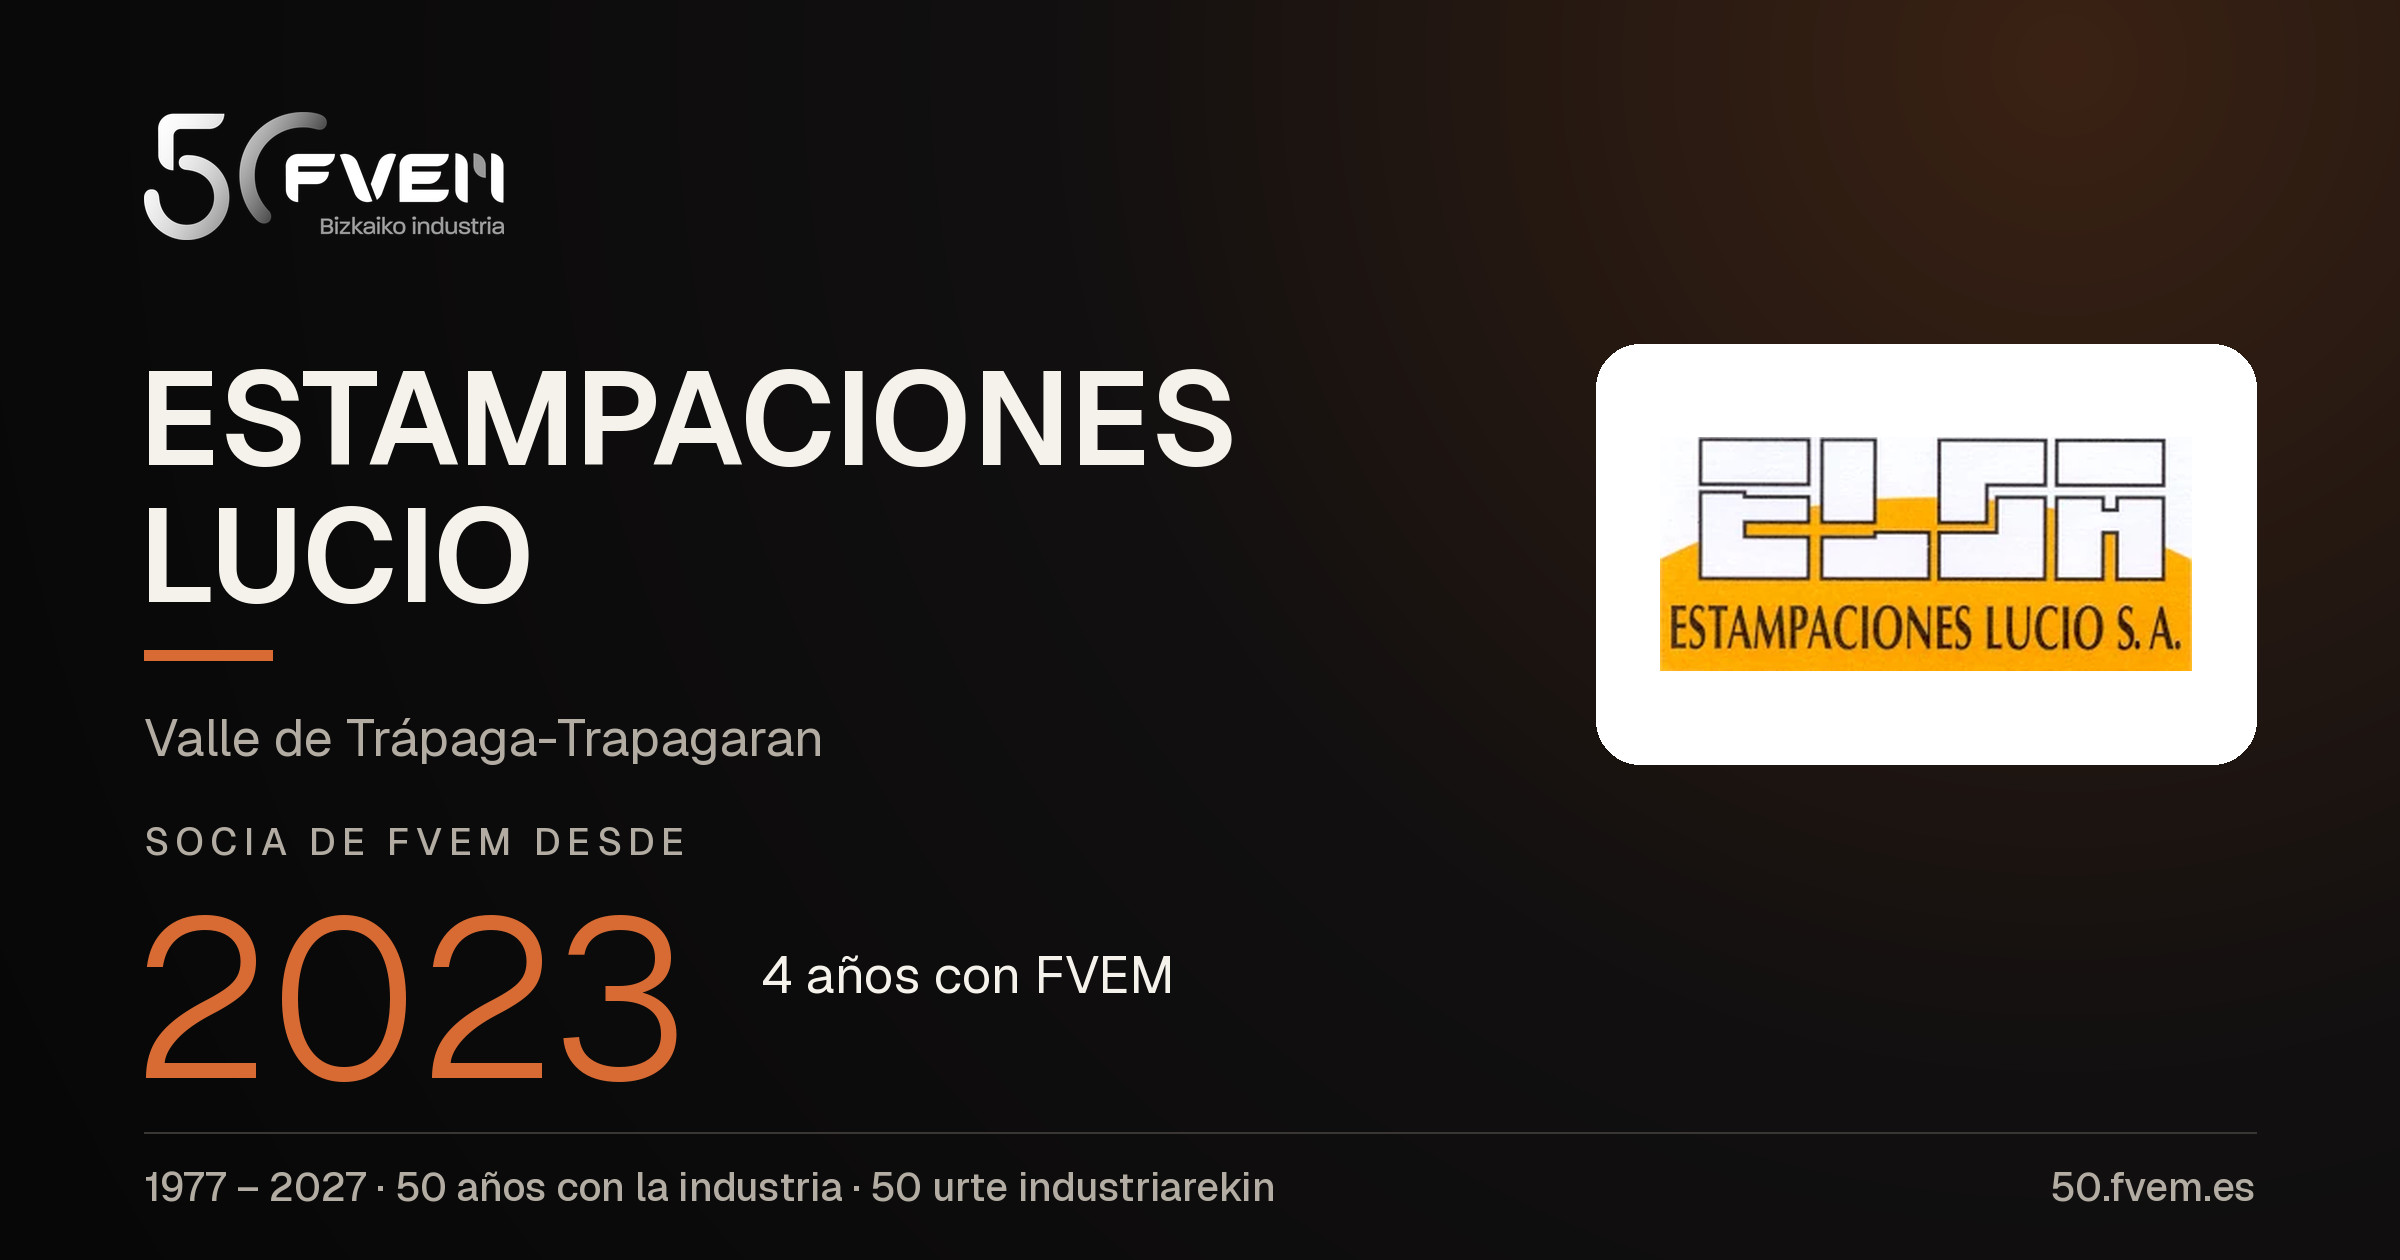 50 FVEM
Bizkaiko industria
ESTAMPACIONES
LUCIO
ELSA
ESTAMPACIONES LUCIO S. A.
Valle de Trápaga-Trapagaran
SOCIA DE FVEM DESDE
2023
4 años con FVEM
1977 – 2027 · 50 años con la industria · 50 urte industriarekin
50.fvem.es